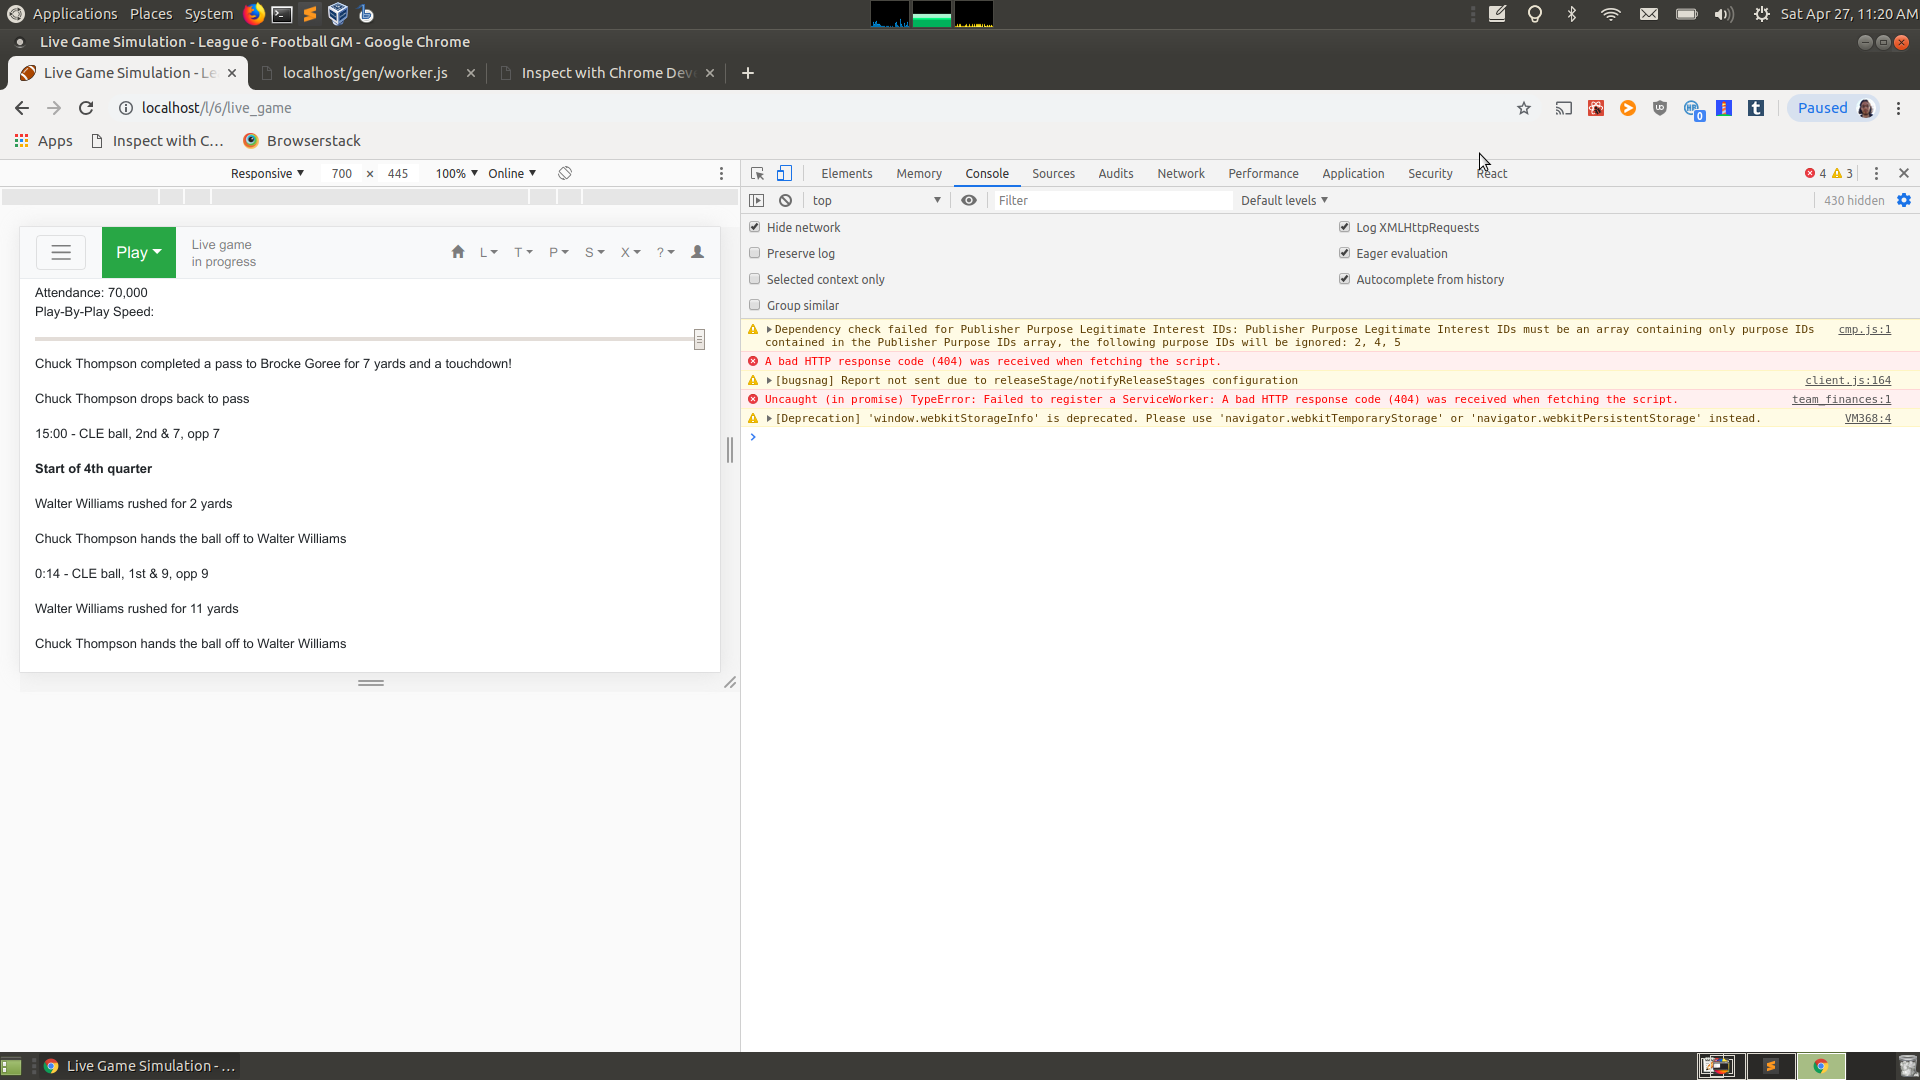 Applications Places System
Sat Apr 27, 11:20 AM
Live Game Simulation - League 6 - Football GM - Google Chrome
Live Game Simulation - Le
localhost/gen/worker.js
Inspect with Chrome Dev
localhost/l/6/live_game
0
Paused
Apps
Inspect with C...
Browserstack
Responsive 700 × 445 100% Online
Elements Memory Console Sources Audits Network Performance Application Security React
4 3
top
Filter
Default levels
430 hidden
Hide network
Log XMLHttpRequests
Preserve log
Eager evaluation
Selected context only
Autocomplete from history
Group similar
Play
Live game
in progress
L T P S X ?
Attendance: 70,000
Play-By-Play Speed:
Chuck Thompson completed a pass to Brocke Goree for 7 yards and a touchdown!
Chuck Thompson drops back to pass
15:00 - CLE ball, 2nd & 7, opp 7
Start of 4th quarter
Walter Williams rushed for 2 yards
Chuck Thompson hands the ball off to Walter Williams
0:14 - CLE ball, 1st & 9, opp 9
Walter Williams rushed for 11 yards
Chuck Thompson hands the ball off to Walter Williams
Dependency check failed for Publisher Purpose Legitimate Interest IDs: Publisher Purpose Legitimate Interest IDs must be an array containing only purpose IDs cmp.js:1
contained in the Publisher Purpose IDs array, the following purpose IDs will be ignored: 2, 4, 5
A bad HTTP response code (404) was received when fetching the script.
[bugsnag] Report not sent due to releaseStage/notifyReleaseStages configuration client.js:164
Uncaught (in promise) TypeError: Failed to register a ServiceWorker: A bad HTTP response code (404) was received when fetching the script. team_finances:1
[Deprecation] 'window.webkitStorageInfo' is deprecated. Please use 'navigator.webkitTemporaryStorage' or 'navigator.webkitPersistentStorage' instead. VM368:4
Live Game Simulation - ...